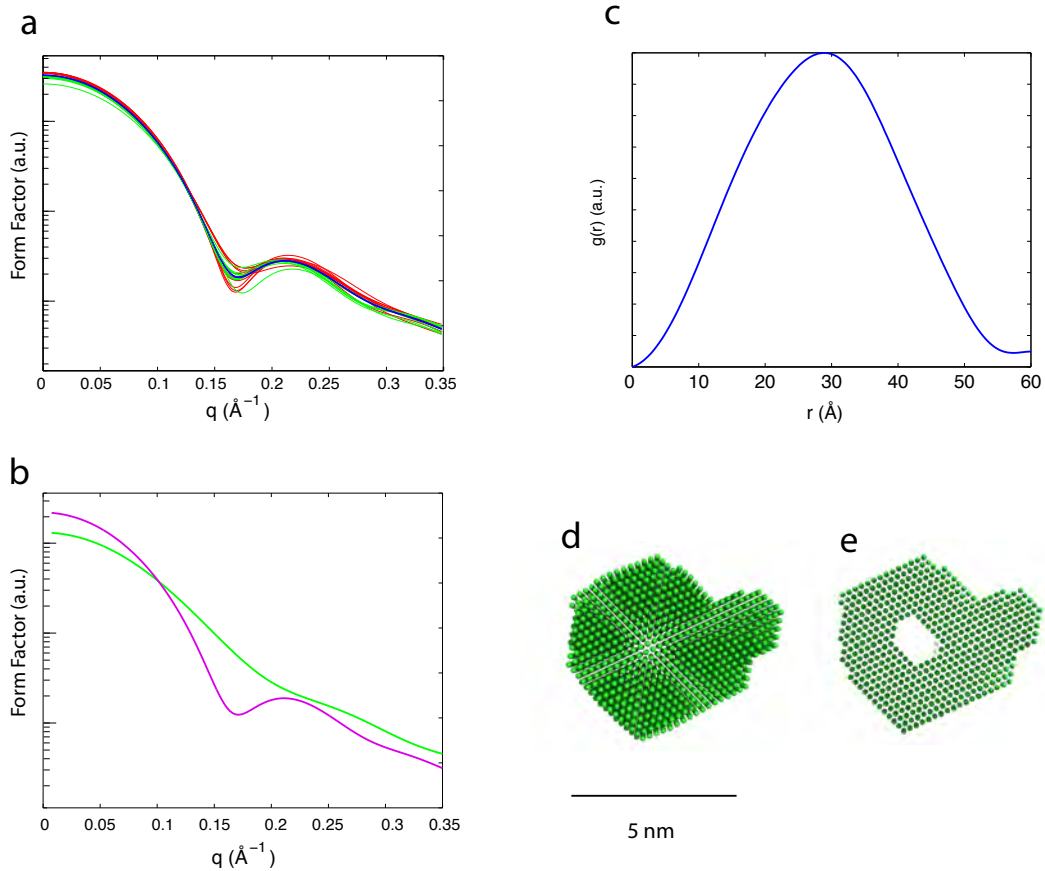 a
Form Factor (a.u.)
0 0.05 0.1 0.15 0.2 0.25 0.3 0.35
q (Å⁻¹)
b
Form Factor (a.u.)
0 0.05 0.1 0.15 0.2 0.25 0.3 0.35
q (Å⁻¹)
c
g(r) (a.u.)
0 10 20 30 40 50 60
r (Å)
d
e
5 nm